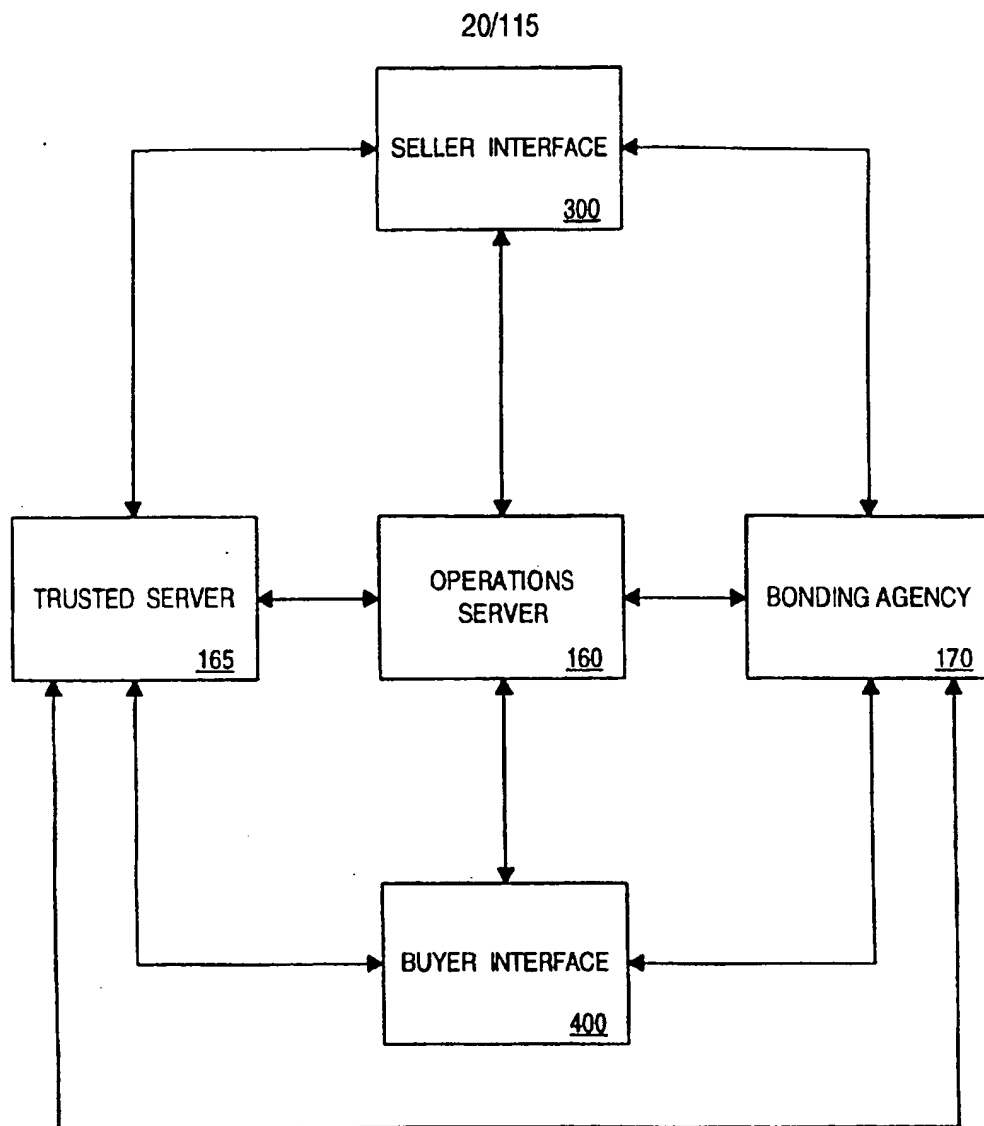 20/115
SELLER INTERFACE
300
TRUSTED SERVER
165
OPERATIONS
SERVER
160
BONDING AGENCY
170
BUYER INTERFACE
400